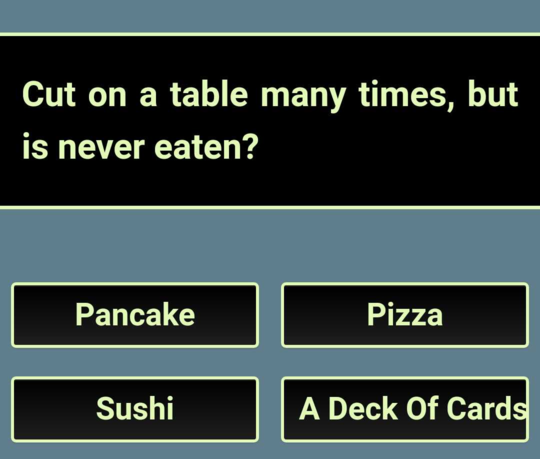 Cut on a table many times, but
is never eaten?
Pancake
Pizza
Sushi
A Deck Of Cards